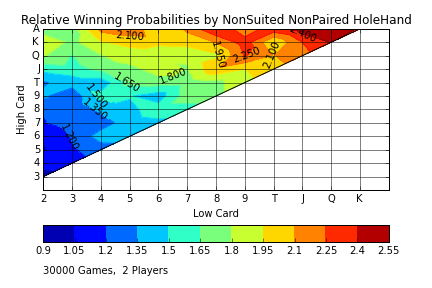 Relative Winning Probabilities by NonSuited NonPaired HoleHand
A
K
Q
J
T
9
8
7
6
5
4
3
High Card
2.100
1.950
2.250
2.100
2.400
1.800
1.650
1.500
1.350
1.200
2 3 4 5 6 7 8 9 T J Q K
Low Card
0.9 1.05 1.2 1.35 1.5 1.65 1.8 1.95 2.1 2.25 2.4 2.55
30000 Games, 2 Players